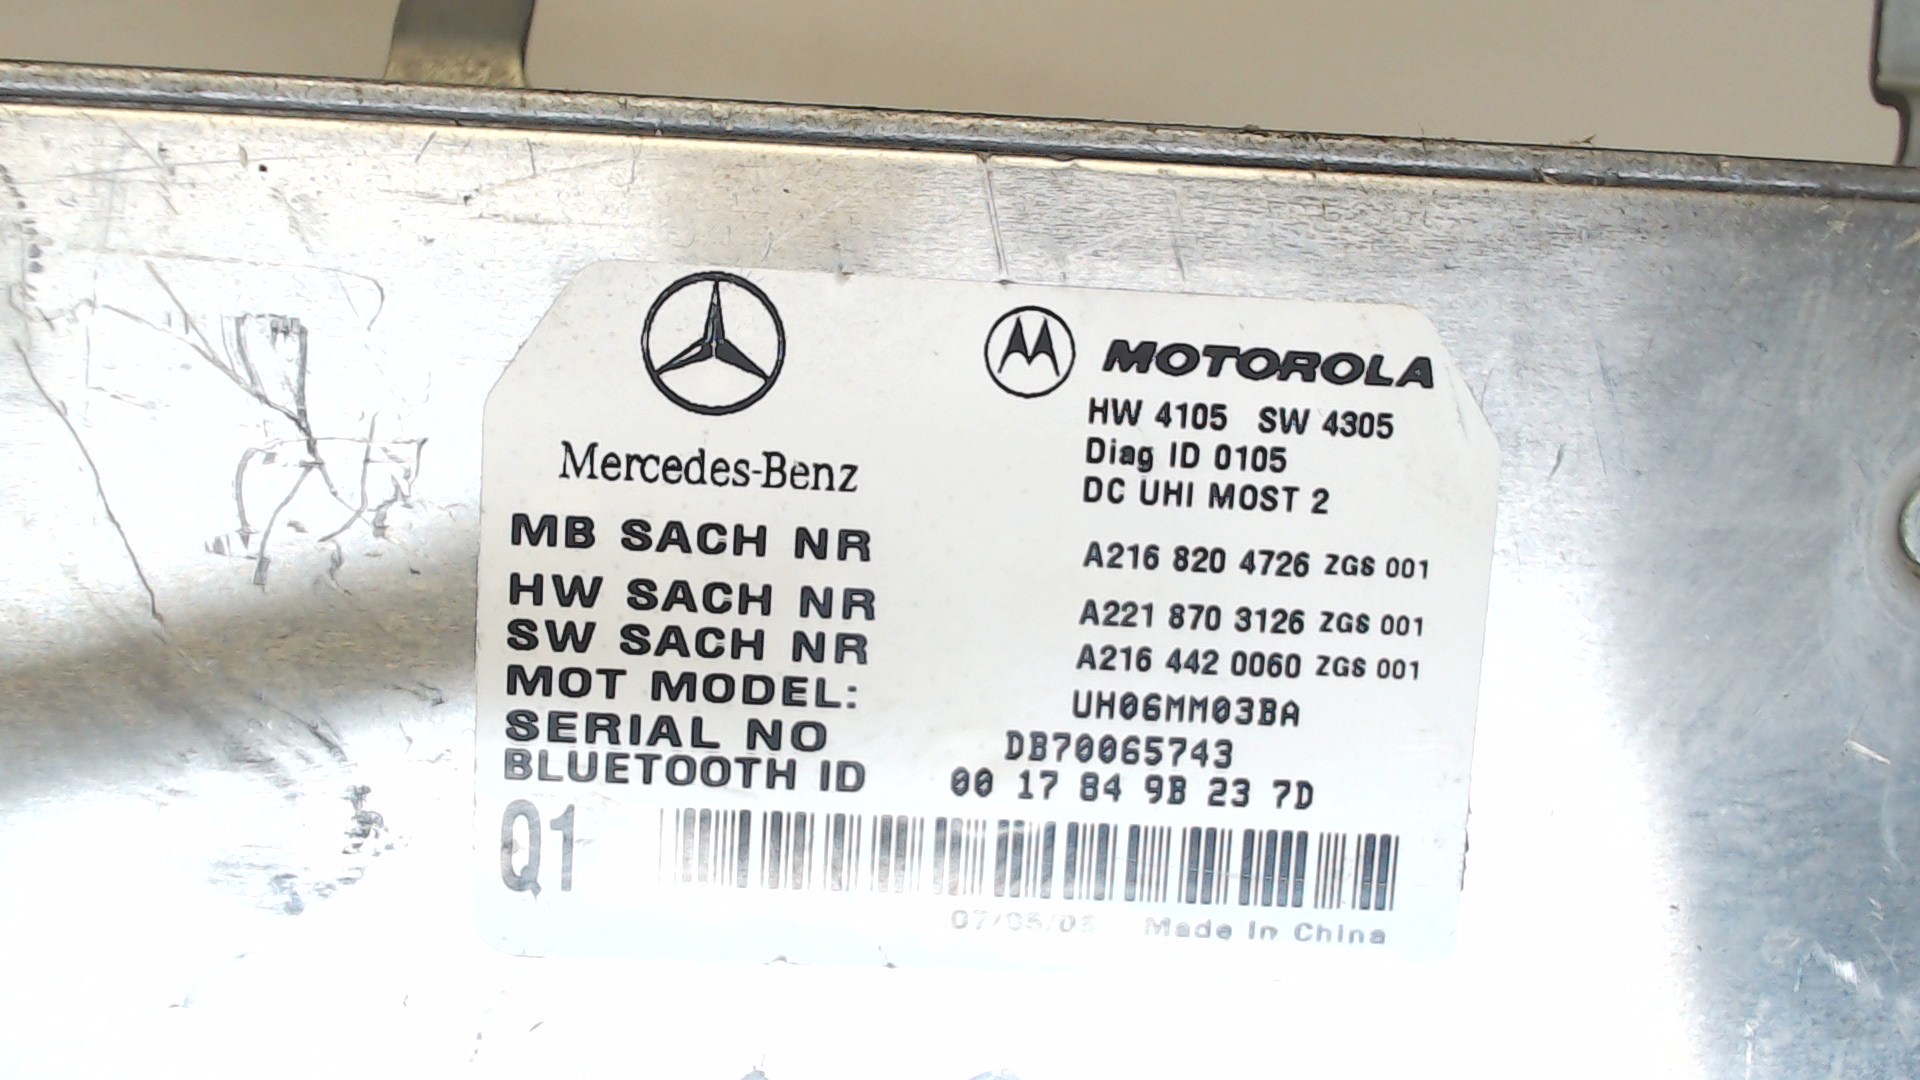 MOTOROLA
HW 4105 SW 4305
Diag ID 0105
DC UHI MOST 2
Mercedes-Benz
MB SACH NR A216 820 4726 ZGS 001
HW SACH NR A221 870 3126 ZGS 001
SW SACH NR A216 442 0060 ZGS 001
MOT MODEL: UH06MM03BA
SERIAL NO DB70065743
BLUETOOTH ID 00 17 84 9B 23 7D
Q1
Made In China